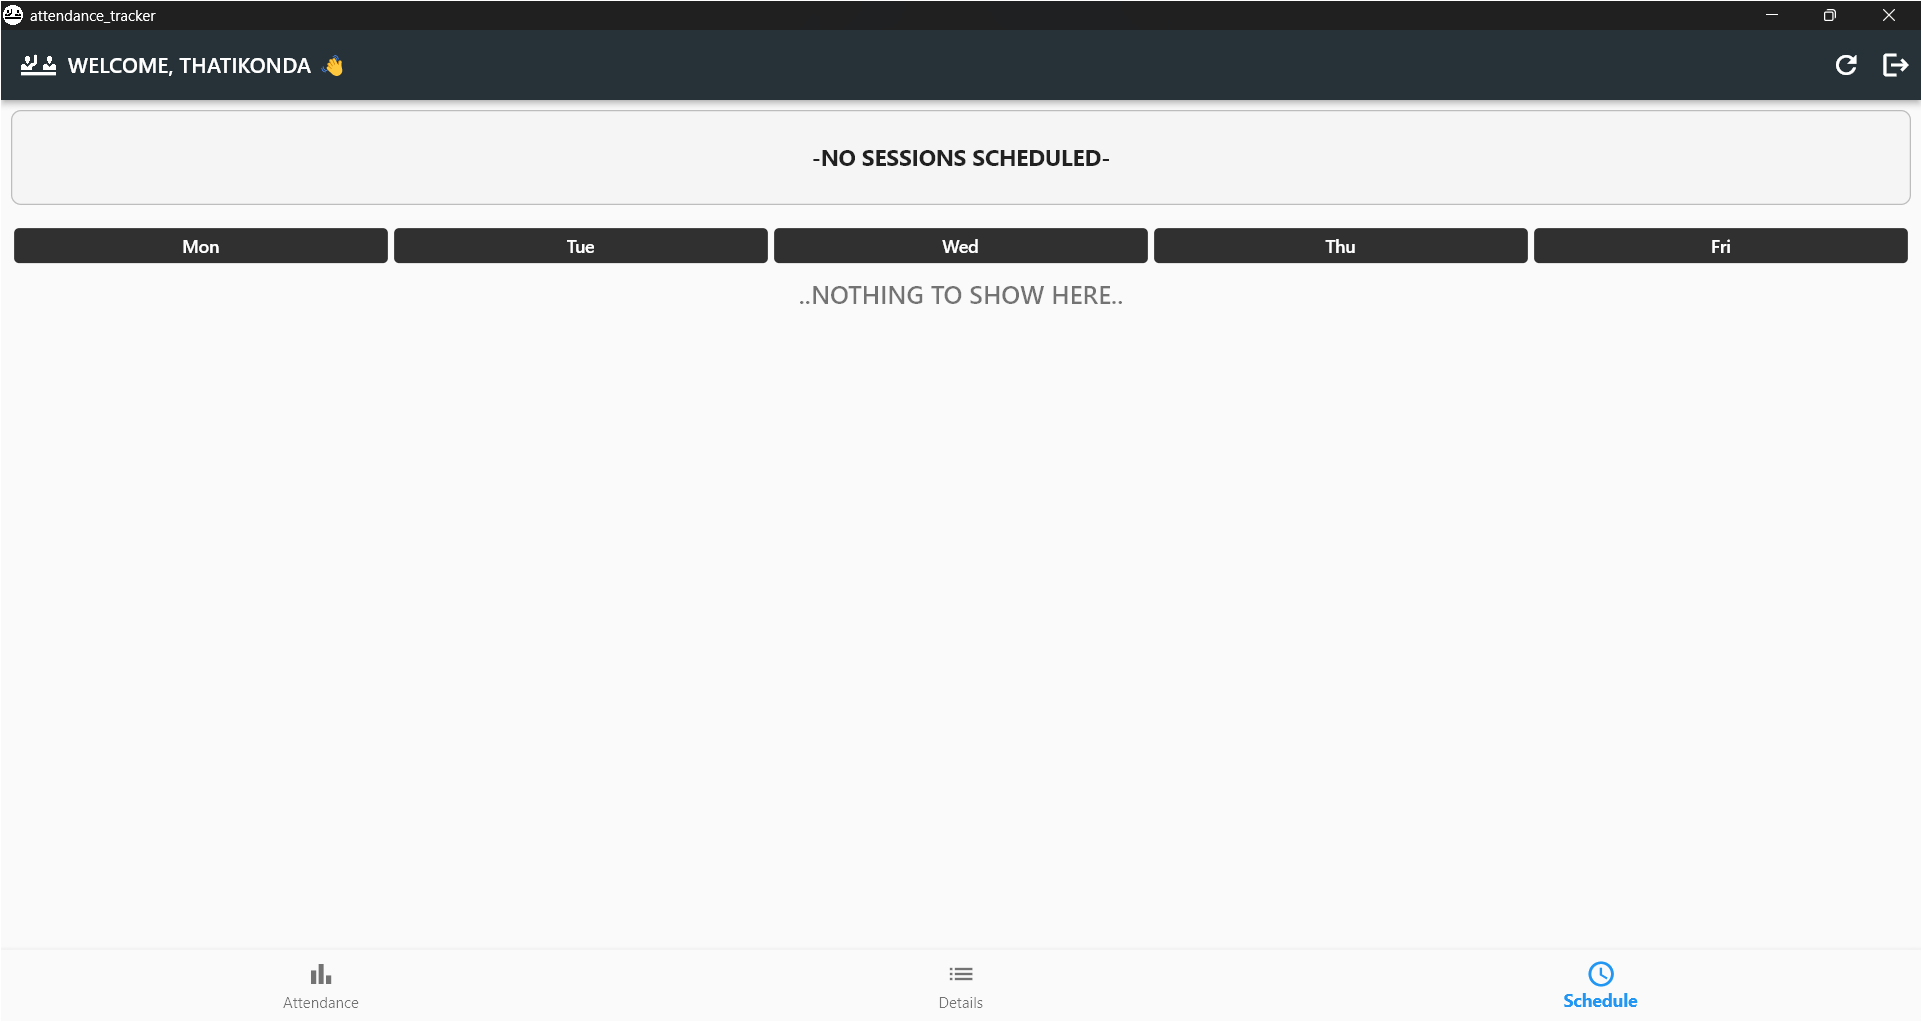 attendance_tracker
WELCOME, THATIKONDA 👋
-NO SESSIONS SCHEDULED-
Mon Tue Wed Thu Fri
..NOTHING TO SHOW HERE..
Attendance Details Schedule